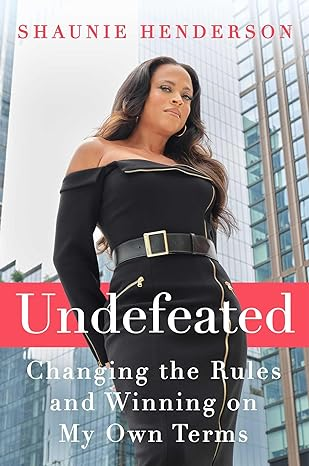 SHAUNIE HENDERSON
Undefeated
Changing the Rules
and Winning on
My Own Terms